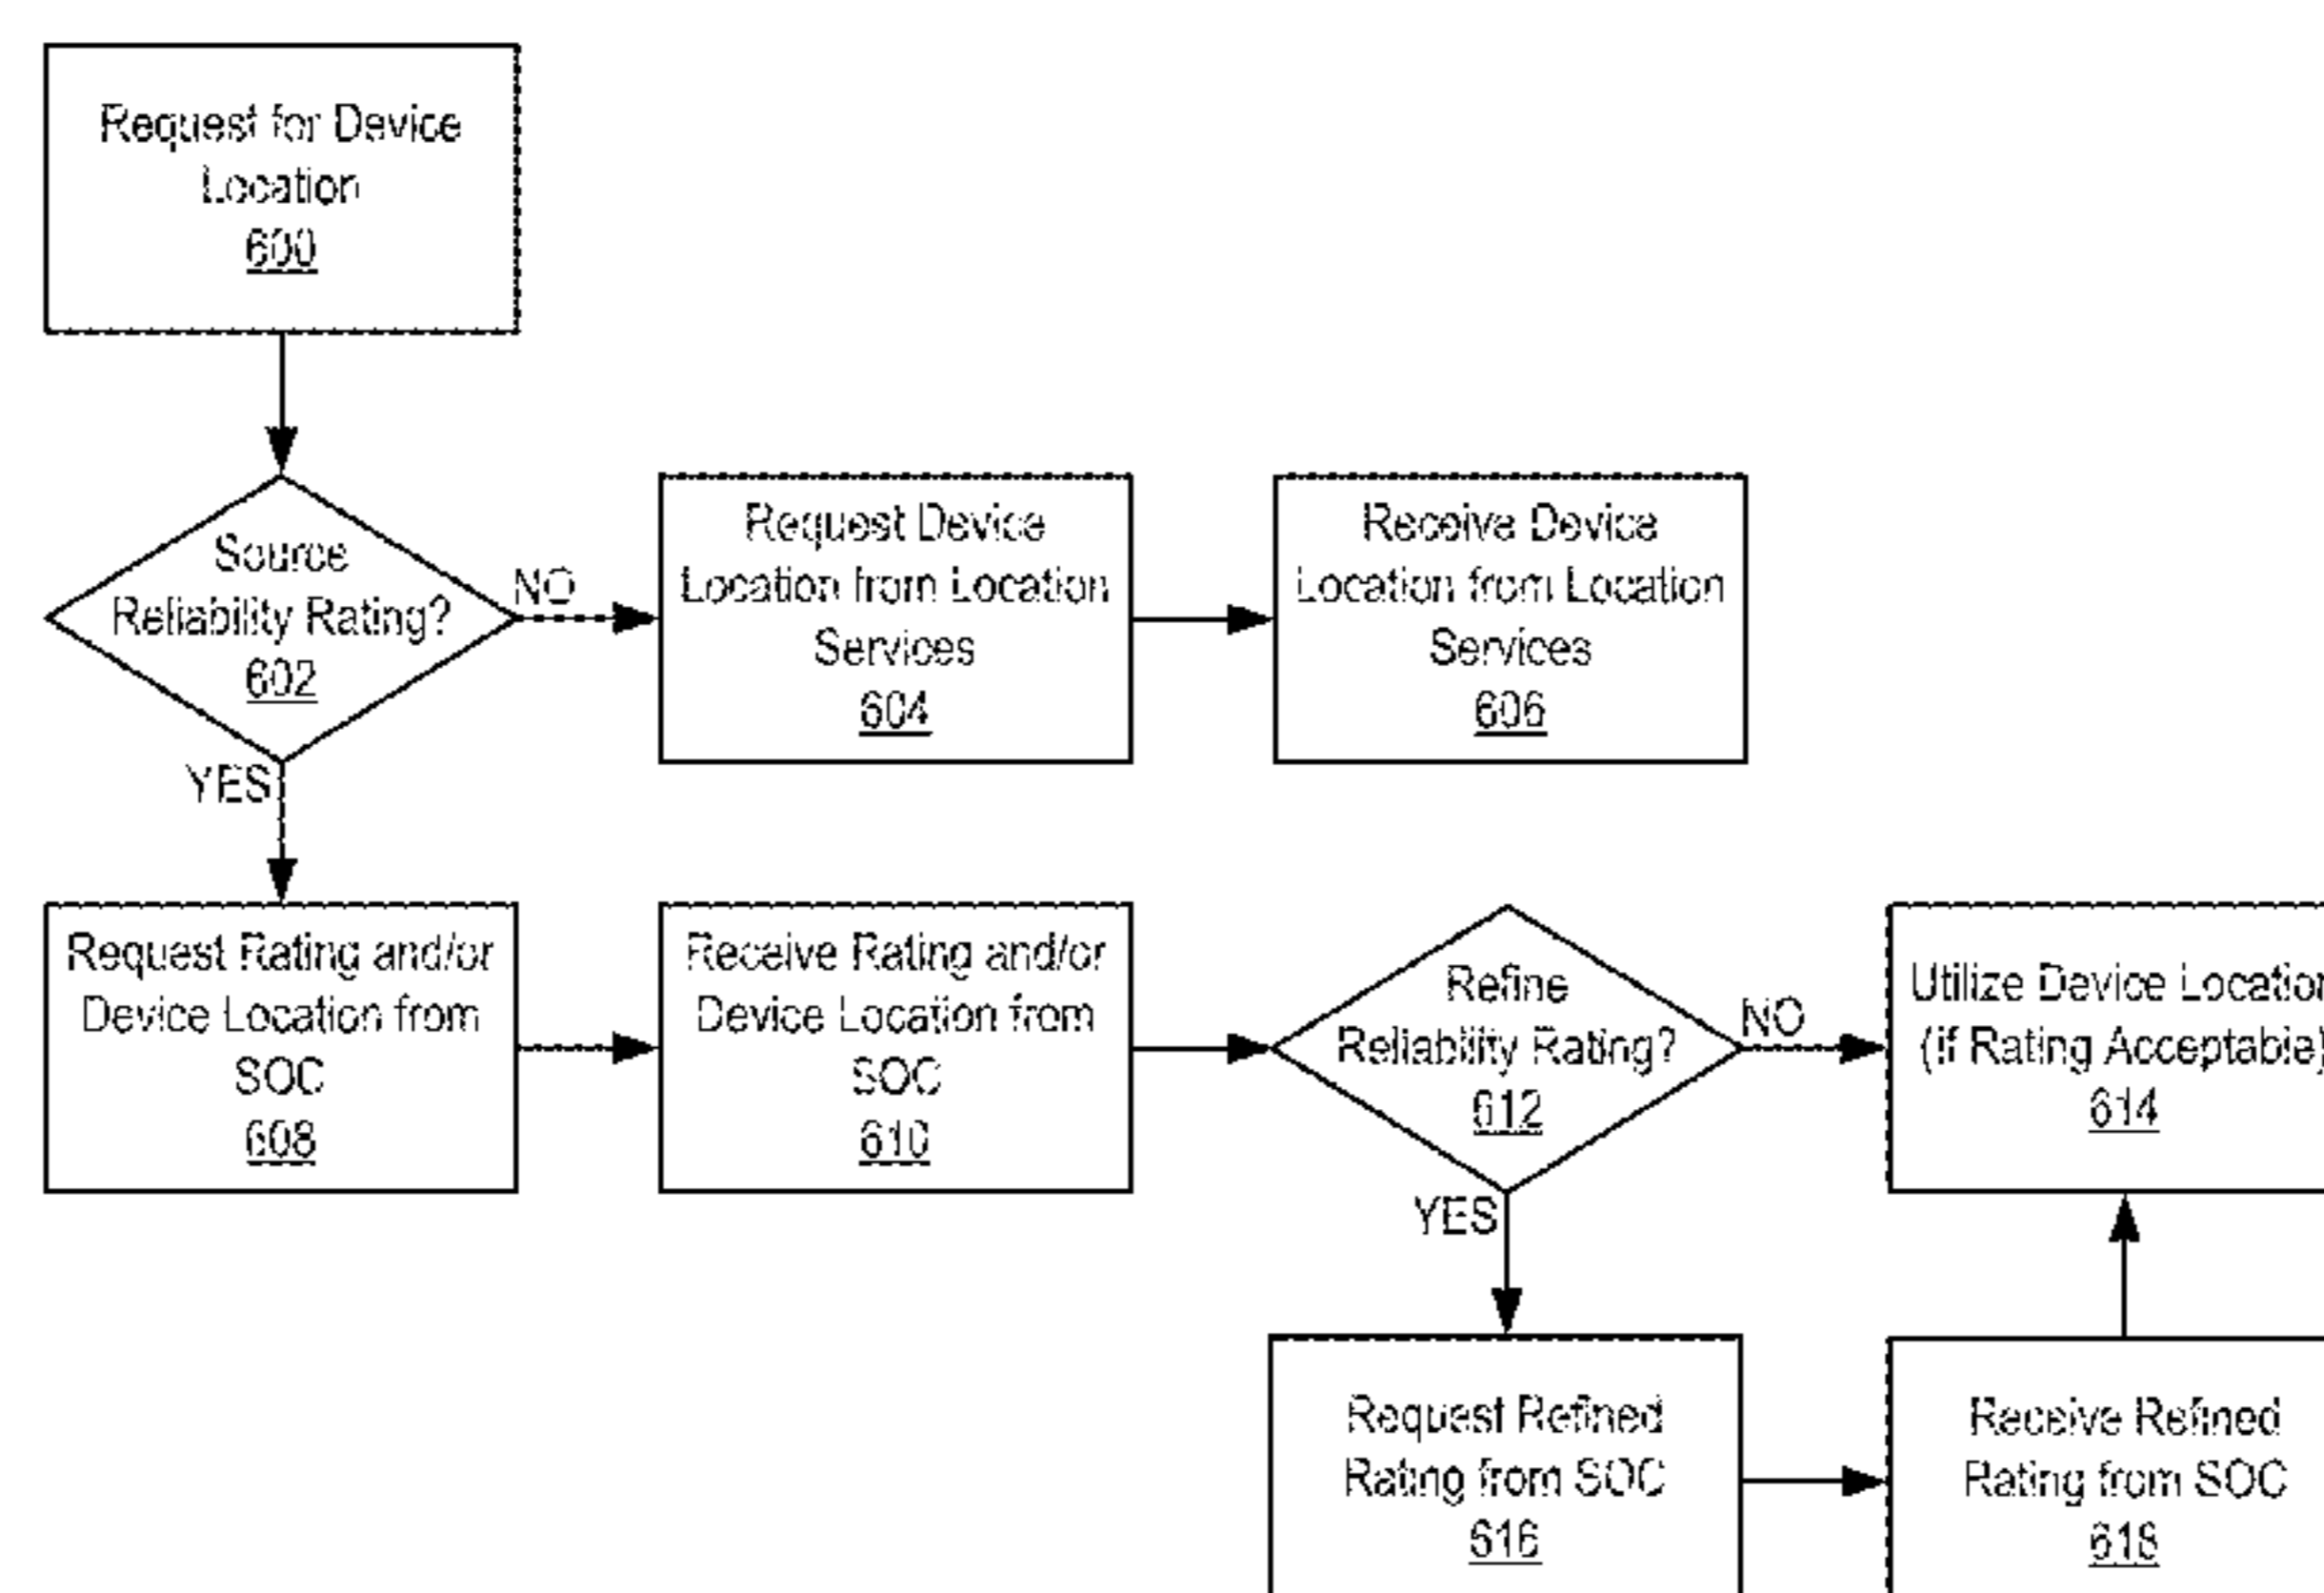 Request for Device
Location
600
Source
Reliability Rating?
602
NO
Request Device
Location from Location
Services
604
Receive Device
Location from Location
Services
606
YES
Request Rating and/or
Device Location from
SOC
608
Receive Rating and/or
Device Location from
SOC
610
Refine
Reliability Rating?
612
NO
Utilize Device Location
(if Rating Acceptable)
614
YES
Request Refined
Rating from SOC
616
Receive Refined
Rating from SOC
618